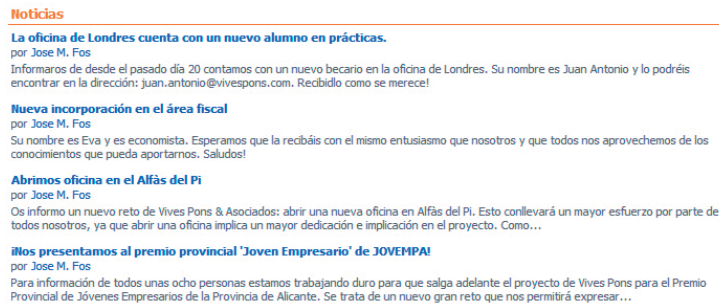 Noticias
La oficina de Londres cuenta con un nuevo alumno en prácticas.
por Jose M. Fos
Informaros de desde el pasado día 20 contamos con un nuevo becario en la oficina de Londres. Su nombre es Juan Antonio y lo podréis
encontrar en la dirección: juan.antonio@vivespons.com. Recibidlo como se merece!
Nueva incorporación en el área fiscal
por Jose M. Fos
Su nombre es Eva y es economista. Esperamos que la recibáis con el mismo entusiasmo que nosotros y que todos nos aprovechemos de los
conocimientos que pueda aportarnos. Saludos!
Abrimos oficina en el Alfàs del Pi
por Jose M. Fos
Os informo un nuevo reto de Vives Pons & Asociados: abrir una nueva oficina en Alfàs del Pi. Esto conllevará un mayor esfuerzo por parte de
todos nosotros, ya que abrir una oficina implica un mayor dedicación e implicación en el proyecto. Como...
¡Nos presentamos al premio provincial 'Joven Empresario' de JOVEMPA!
por Jose M. Fos
Para información de todos unas ocho personas estamos trabajando duro para que salga adelante el proyecto de Vives Pons para el Premio
Provincial de Jóvenes Empresarios de la Provincia de Alicante. Se trata de un nuevo gran reto que nos permitirá expresar...